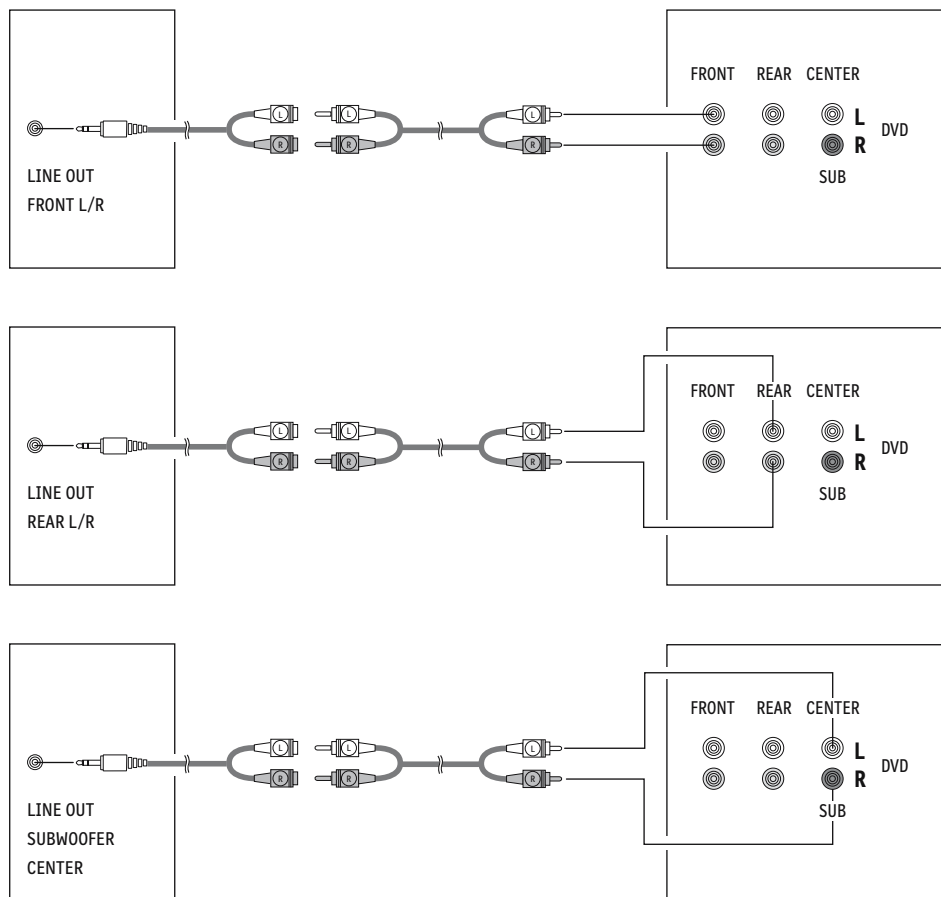 FRONT REAR CENTER
L L L L
R R R R DVD
LINE OUT SUB
FRONT L/R
FRONT REAR CENTER
L L L L
R R R R DVD
LINE OUT SUB
REAR L/R
FRONT REAR CENTER
L L L L
R R R R DVD
LINE OUT SUB
SUBWOOFER
CENTER